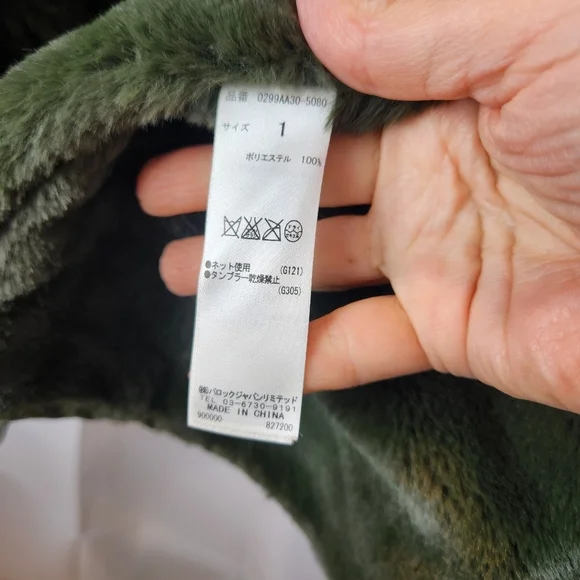 品番 0299AA30-5080
サイズ 1
ポリエステル 100%
●ネット使用 (G121)
●タンブラー乾燥禁止
(G305)
㈱バロックジャパンリミテッド
TEL 03-6730-9191
MADE IN CHINA
900000 827200